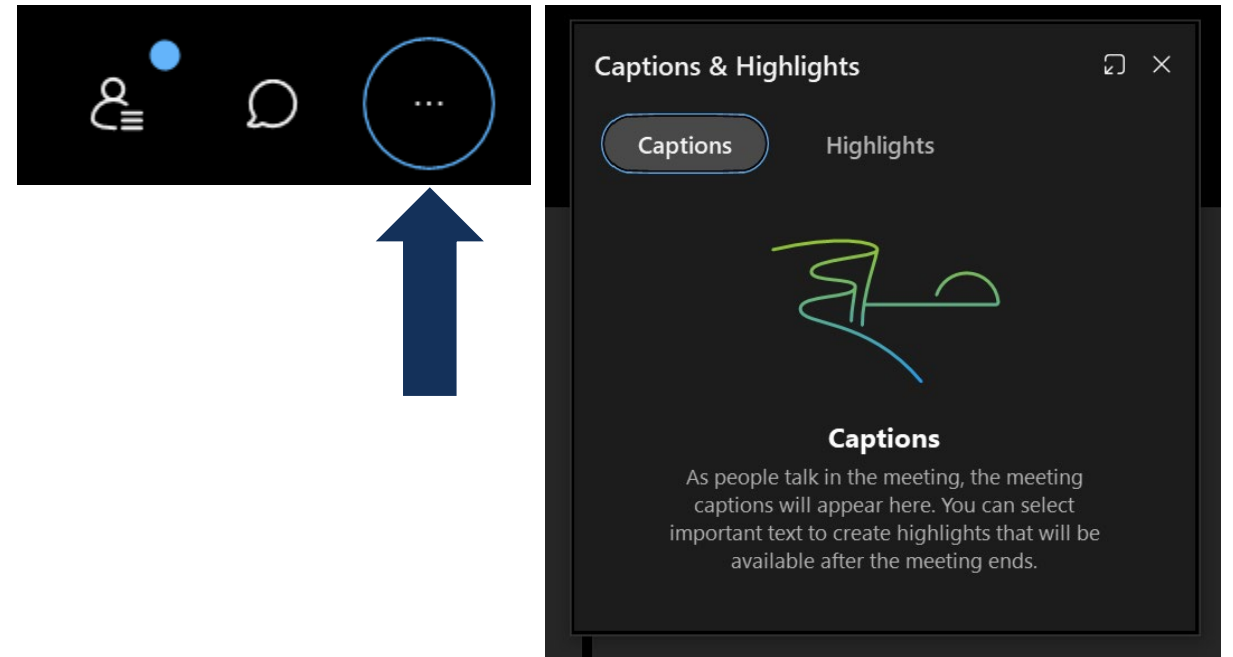 Captions & Highlights
Captions Highlights
Captions
As people talk in the meeting, the meeting
captions will appear here. You can select
important text to create highlights that will be
available after the meeting ends.